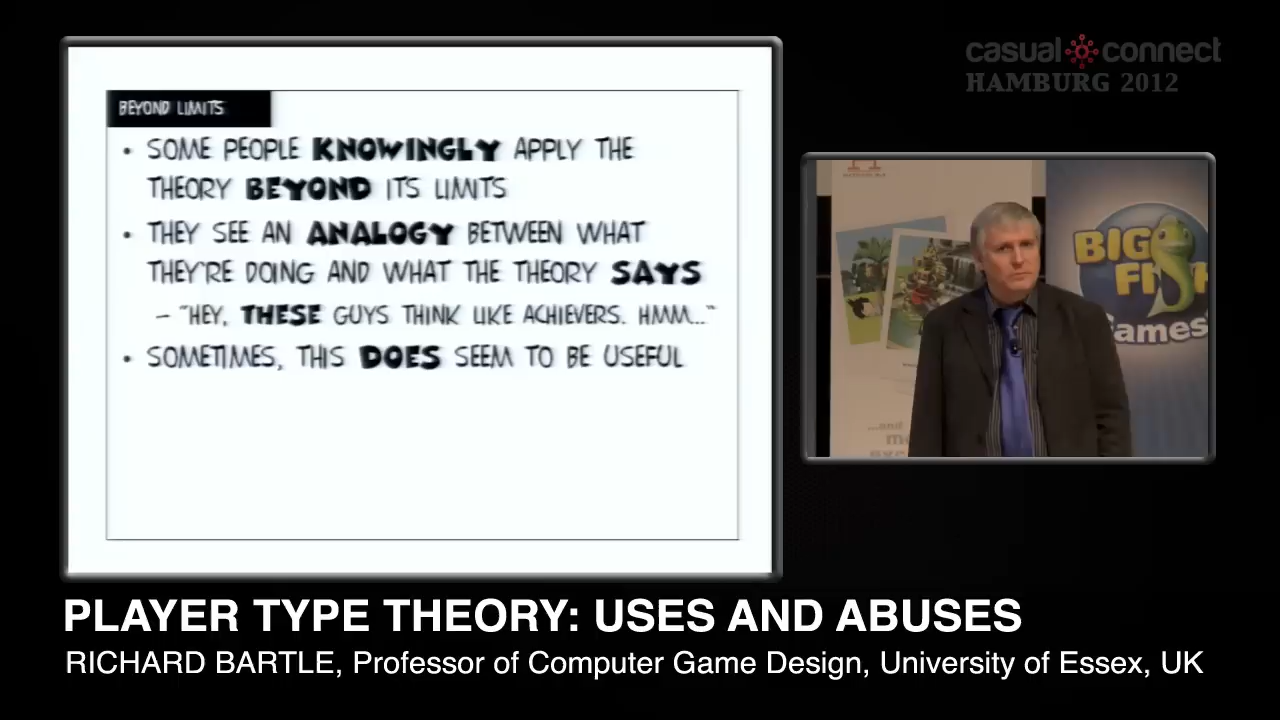 casual connect
HAMBURG 2012
BEYOND LIMITS
• SOME PEOPLE KNOWINGLY APPLY THE
THEORY BEYOND ITS LIMITS
• THEY SEE AN ANALOGY BETWEEN WHAT
THEY'RE DOING AND WHAT THE THEORY SAYS
– "HEY, THESE GUYS THINK LIKE ACHIEVERS. HMM..."
• SOMETIMES, THIS DOES SEEM TO BE USEFUL
BIG
FISH
Games
...and
PLAYER TYPE THEORY: USES AND ABUSES
RICHARD BARTLE, Professor of Computer Game Design, University of Essex, UK